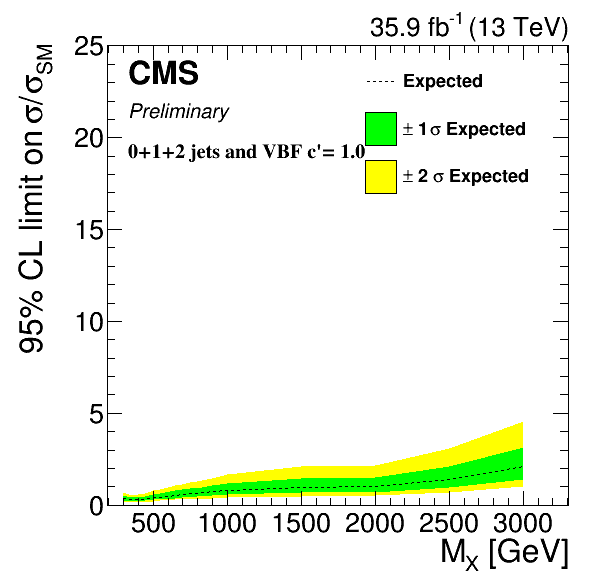 35.9 fb⁻¹ (13 TeV)
95% CL limit on σ/σSM
25
20
15
10
5
0
CMS
Preliminary
0+1+2 jets and VBF c'= 1.0
Expected
± 1σ Expected
± 2 σ Expected
500 1000 1500 2000 2500 3000
MX [GeV]